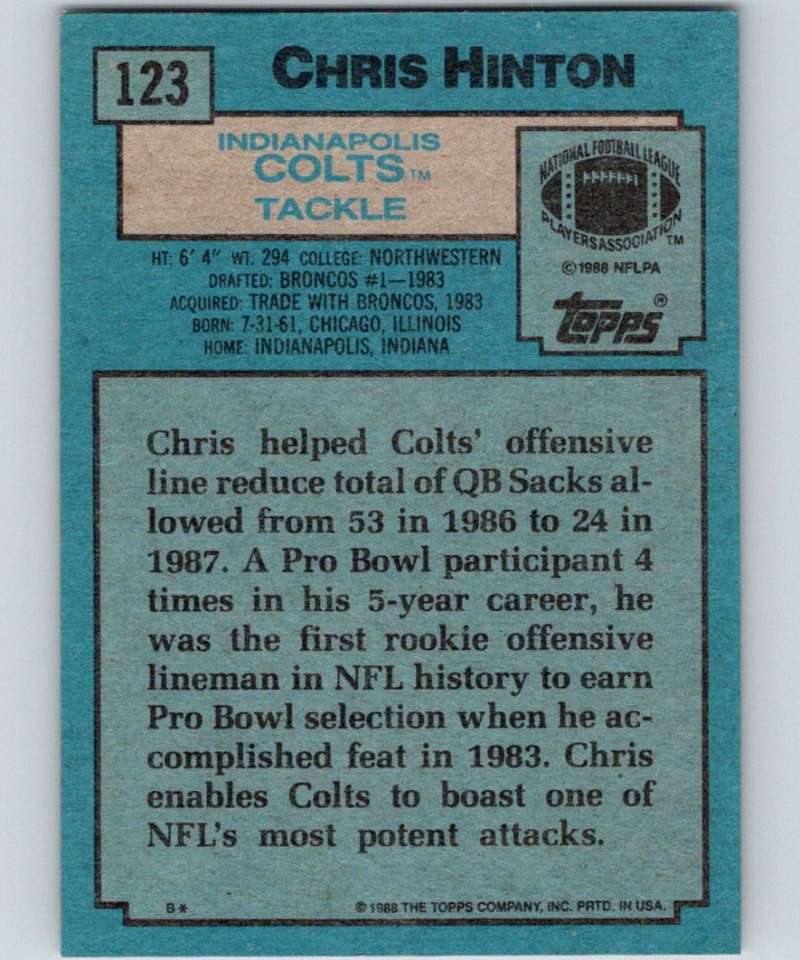 123
CHRIS HINTON
INDIANAPOLIS
COLTS™
TACKLE
HT: 6' 4" WT. 294 COLLEGE: NORTHWESTERN
DRAFTED: BRONCOS #1—1983
ACQUIRED: TRADE WITH BRONCOS, 1983
BORN: 7-31-61, CHICAGO, ILLINOIS
HOME: INDIANAPOLIS, INDIANA
NATIONAL FOOTBALL LEAGUE
PLAYERS ASSOCIATION™
©1988 NFLPA
topps®
Chris helped Colts' offensive
line reduce total of QB Sacks al-
lowed from 53 in 1986 to 24 in
1987. A Pro Bowl participant 4
times in his 5-year career, he
was the first rookie offensive
lineman in NFL history to earn
Pro Bowl selection when he ac-
complished feat in 1983. Chris
enables Colts to boast one of
NFL's most potent attacks.
B* ©1988 THE TOPPS COMPANY, INC. PRTD. IN USA.